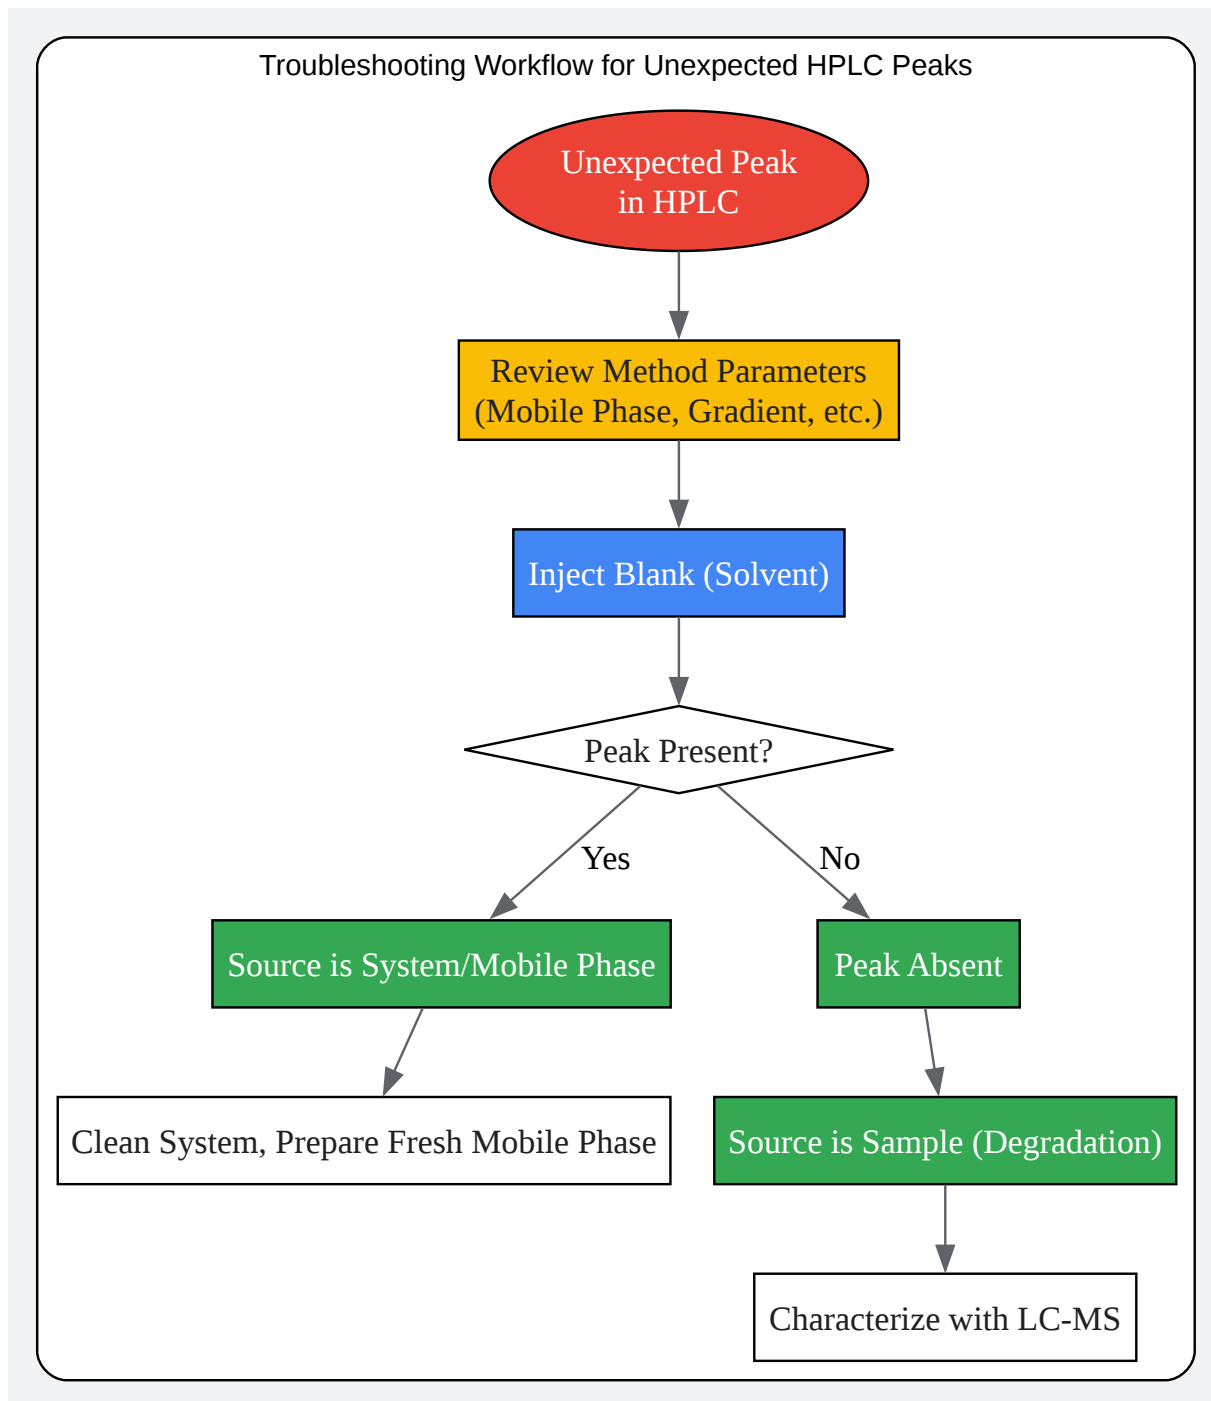 Troubleshooting Workflow for Unexpected HPLC Peaks
Unexpected Peak
in HPLC
Review Method Parameters
(Mobile Phase, Gradient, etc.)
Inject Blank (Solvent)
Peak Present?
Yes
No
Source is System/Mobile Phase
Peak Absent
Clean System, Prepare Fresh Mobile Phase
Source is Sample (Degradation)
Characterize with LC-MS